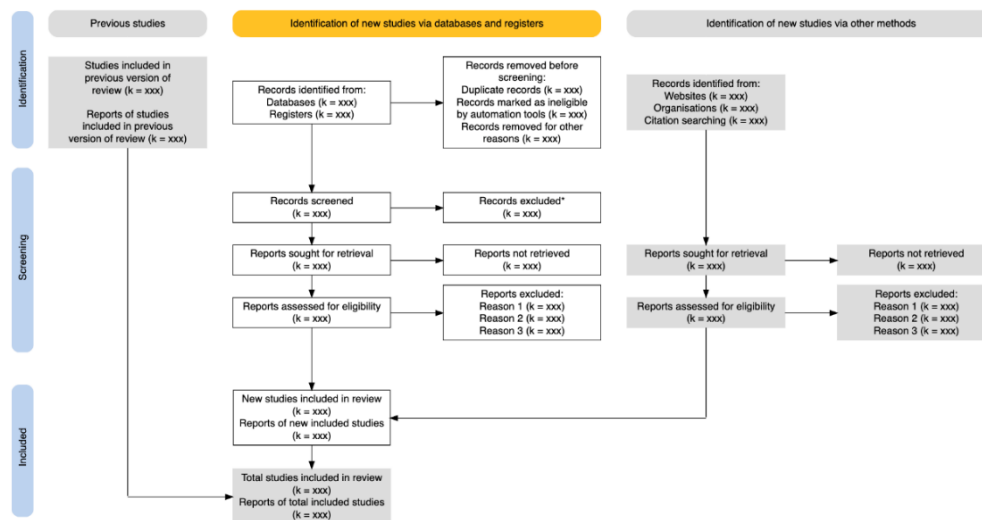 Previous studies
Identification of new studies via databases and registers
Identification of new studies via other methods
Identification
Studies included in
previous version of
review (k = xxx)
Reports of studies
included in previous
version of review (k = xxx)
Records identified from:
Databases (k = xxx)
Registers (k = xxx)
Records removed before
screening:
Duplicate records (k = xxx)
Records marked as ineligible
by automation tools (k = xxx)
Records removed for other
reasons (k = xxx)
Records identified from:
Websites (k = xxx)
Organisations (k = xxx)
Citation searching (k = xxx)
Screening
Records screened
(k = xxx)
Records excluded*
(k = xxx)
Reports sought for retrieval
(k = xxx)
Reports not retrieved
(k = xxx)
Reports sought for retrieval
(k = xxx)
Reports not retrieved
(k = xxx)
Reports assessed for eligibility
(k = xxx)
Reports excluded:
Reason 1 (k = xxx)
Reason 2 (k = xxx)
Reason 3 (k = xxx)
Reports assessed for eligibility
(k = xxx)
Reports excluded:
Reason 1 (k = xxx)
Reason 2 (k = xxx)
Reason 3 (k = xxx)
Included
New studies included in review
(k = xxx)
Reports of new included studies
(k = xxx)
Total studies included in review
(k = xxx)
Reports of total included studies
(k = xxx)